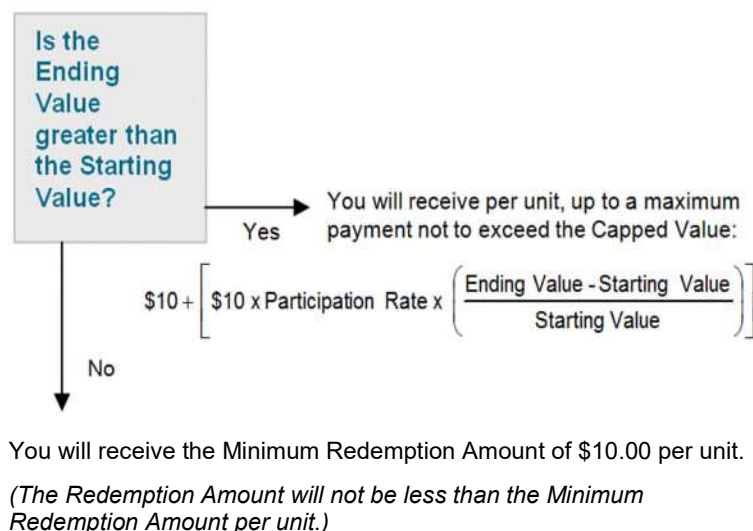 Is the
Ending
Value
greater than
the Starting
Value?
Yes
You will receive per unit, up to a maximum
payment not to exceed the Capped Value:
$10 + [ $10 x Participation Rate x ( Ending Value - Starting Value
Starting Value ) ]
No
You will receive the Minimum Redemption Amount of $10.00 per unit.
(The Redemption Amount will not be less than the Minimum
Redemption Amount per unit.)